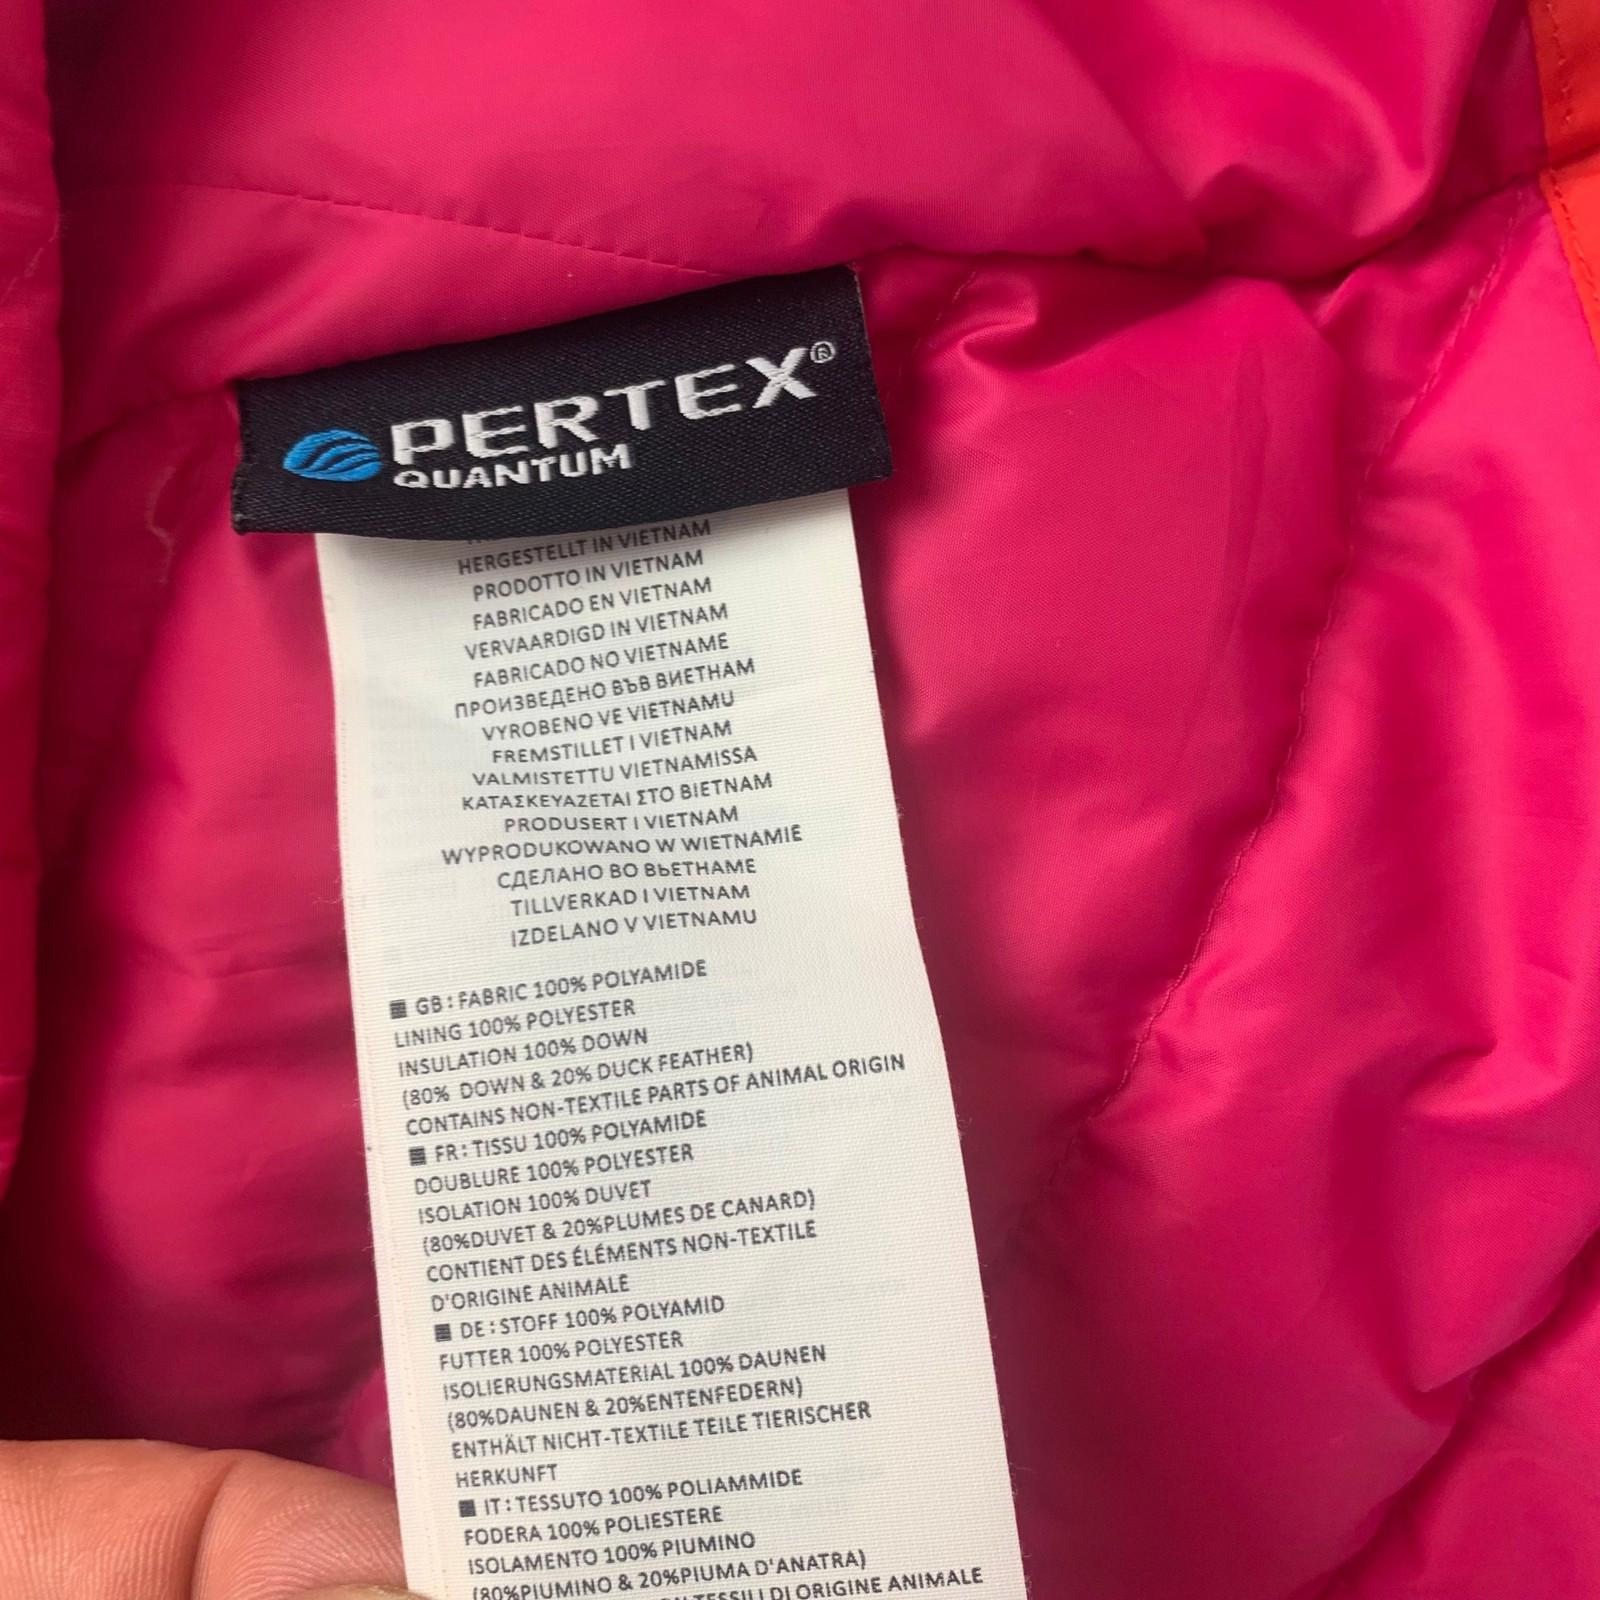 PERTEX®
QUANTUM
HERGESTELLT IN VIETNAM
PRODOTTO IN VIETNAM
FABRICADO EN VIETNAM
VERVAARDIGD IN VIETNAM
FABRICADO NO VIETNAME
ПРОИЗВЕДЕНО ВЪВ ВИЕТНАМ
VYROBENO VE VIETNAMU
FREMSTILLET I VIETNAM
VALMISTETTU VIETNAMISSA
ΚΑΤΑΣΚΕΥΑΖΕΤΑΙ ΣΤΟ ΒΙΕΤΝΑΜ
PRODUSERT I VIETNAM
WYPRODUKOWANO W WIETNAMIE
СДЕЛАНО ВО ВЬЕТНАМЕ
TILLVERKAD I VIETNAM
IZDELANO V VIETNAMU
■ GB : FABRIC 100% POLYAMIDE
LINING 100% POLYESTER
INSULATION 100% DOWN
(80% DOWN & 20% DUCK FEATHER)
CONTAINS NON-TEXTILE PARTS OF ANIMAL ORIGIN
■ FR : TISSU 100% POLYAMIDE
DOUBLURE 100% POLYESTER
ISOLATION 100% DUVET
(80%DUVET & 20%PLUMES DE CANARD)
CONTIENT DES ÉLÉMENTS NON-TEXTILE
D'ORIGINE ANIMALE
■ DE : STOFF 100% POLYAMID
FUTTER 100% POLYESTER
ISOLIERUNGSMATERIAL 100% DAUNEN
(80%DAUNEN & 20%ENTENFEDERN)
ENTHÄLT NICHT-TEXTILE TEILE TIERISCHER
HERKUNFT
■ IT : TESSUTO 100% POLIAMMIDE
FODERA 100% POLIESTERE
ISOLAMENTO 100% PIUMINO
(80%PIUMINO & 20%PIUMA D'ANATRA)
TESSILI DI ORIGINE ANIMALE